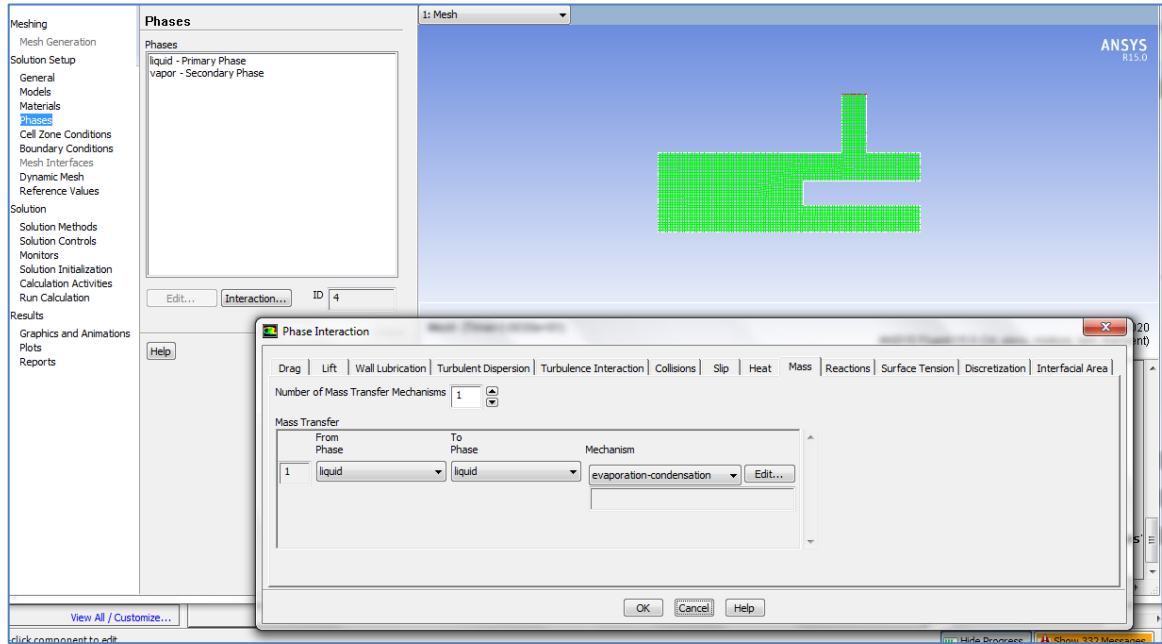 Meshing
Mesh Generation
Solution Setup
General
Models
Materials
Phases
Cell Zone Conditions
Boundary Conditions
Mesh Interfaces
Dynamic Mesh
Reference Values
Solution
Solution Methods
Solution Controls
Monitors
Solution Initialization
Calculation Activities
Run Calculation
Results
Graphics and Animations
Plots
Reports
Phases
Phases
liquid - Primary Phase
vapor - Secondary Phase
Edit... Interaction... ID 4
Help
1: Mesh
ANSYS
R15.0
Phase Interaction
Drag Lift Wall Lubrication Turbulent Dispersion Turbulence Interaction Collisions Slip Heat Mass Reactions Surface Tension Discretization Interfacial Area
Number of Mass Transfer Mechanisms 1
Mass Transfer
From Phase To Phase Mechanism
1 liquid liquid evaporation-condensation Edit...
OK Cancel Help
View All / Customize...
click component to edit
Hide Progress Show 332 Messages